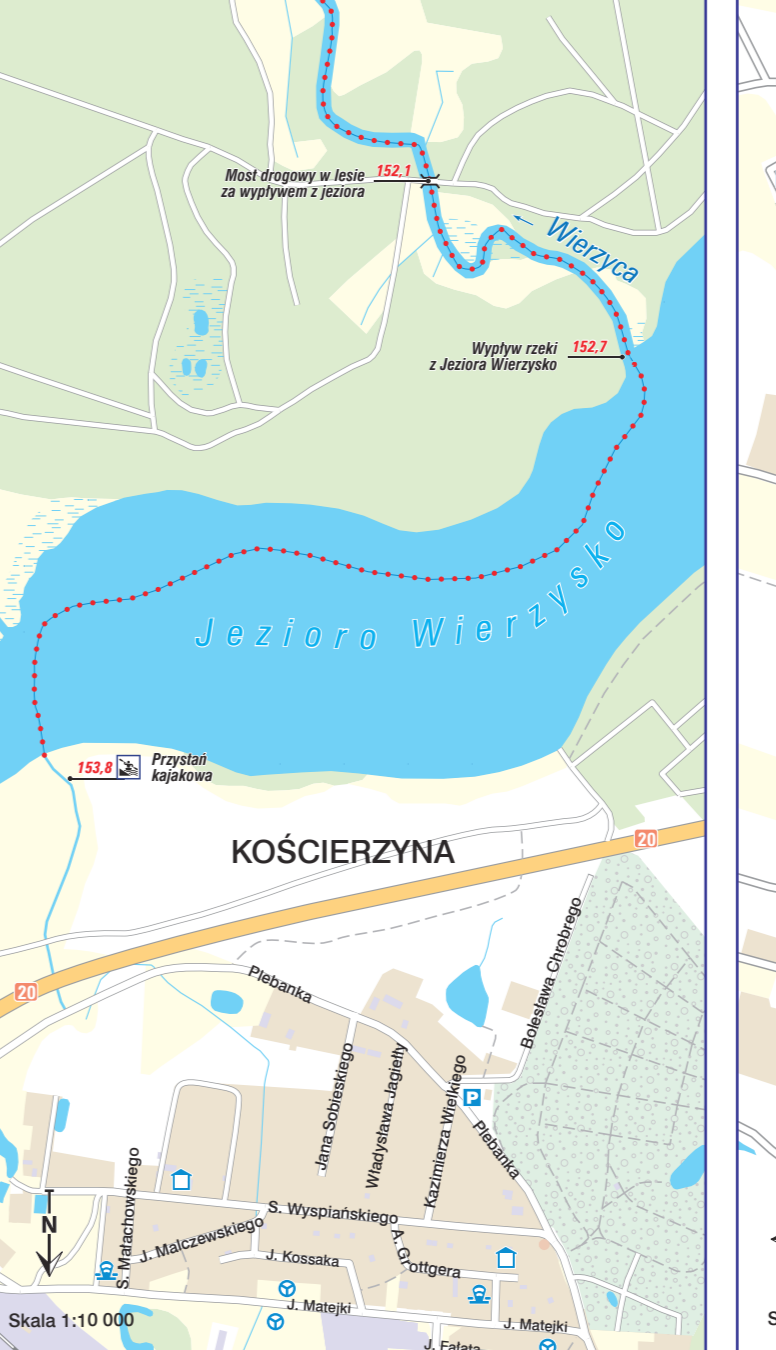 Most drogowy w lesie
za wypływem z jeziora
152,1
Wierzyca
Wypływ rzeki
z Jeziora Wierzysko
152,7
Jezioro Wierzysko
153,8
Przystań
kajakowa
KOŚCIERZYNA
20
20
Plebanka
Bolesława Chrobrego
Jana Sobieskiego
Władysława Jagiełły
Kazimierza Wielkiego
P
Plebanka
S. Małachowskiego
S. Wyspiańskiego
N
J. Malczewskiego
J. Kossaka
A. Grottgera
J. Matejki
J. Matejki
Skala 1:10 000
J. Fałata
S